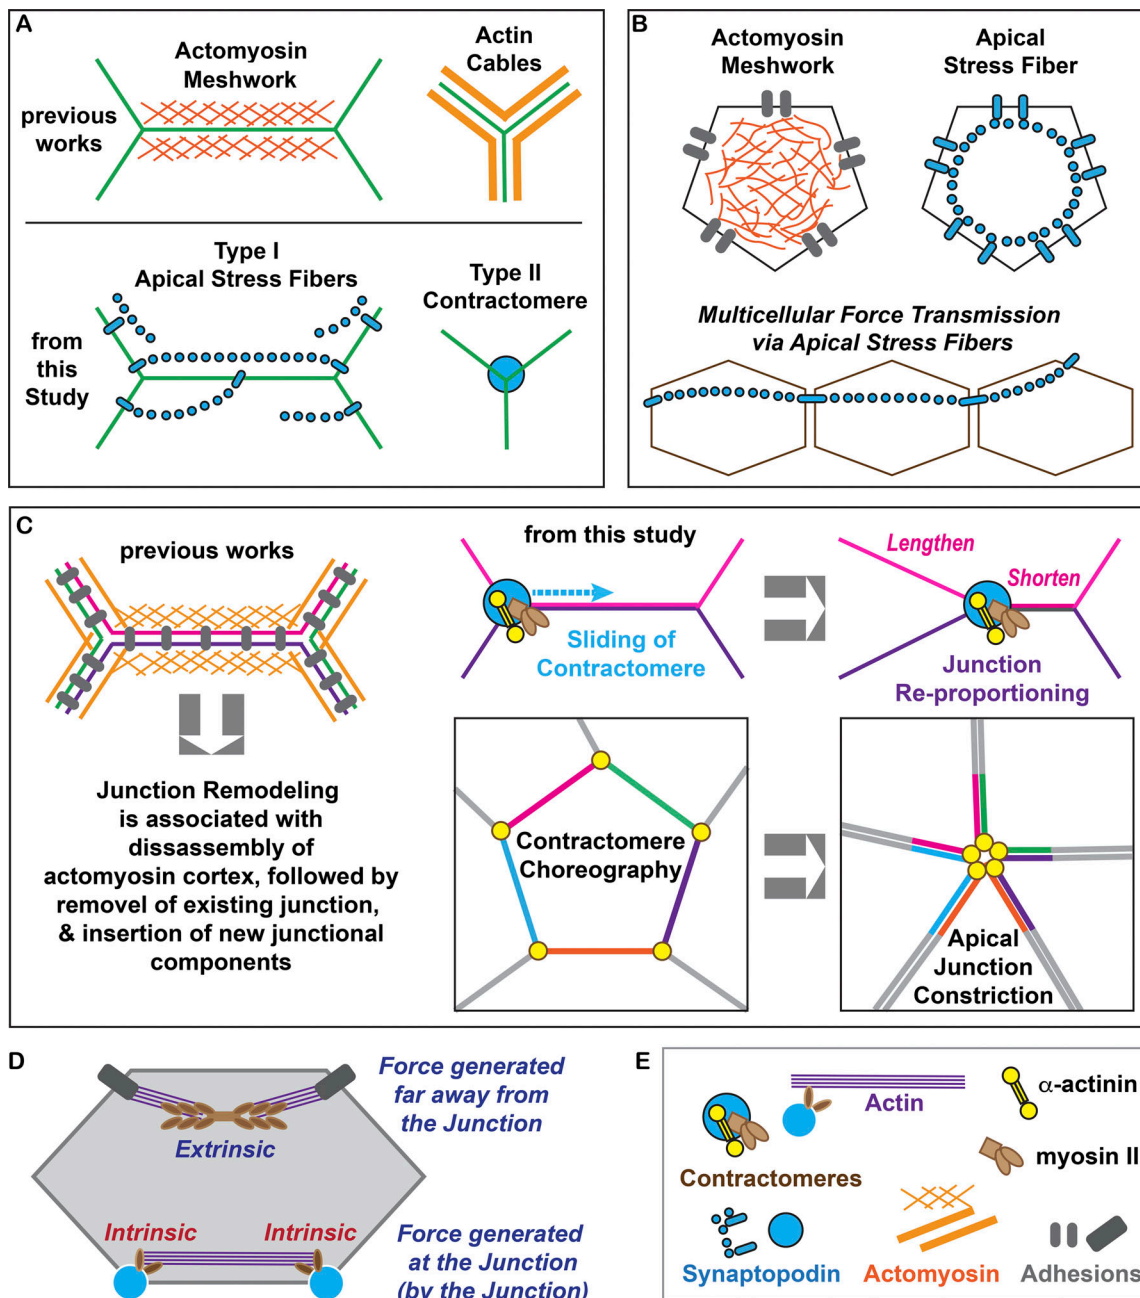 A
Actomyosin
Meshwork
Actin
Cables
previous
works
Type I
Apical Stress Fibers
Type II
Contractomere
from
this
Study
B
Actomyosin
Meshwork
Apical
Stress Fiber
Multicellular Force Transmission
via Apical Stress Fibers
C
previous works
Junction Remodeling
is associated with
disassembly of
actomyosin cortex, followed by
removel of existing junction,
& insertion of new junctional
components
from this study
Sliding of
Contractomere
Lengthen
Shorten
Junction
Re-proportioning
Contractomere
Choreography
Apical
Junction
Constriction
D
Force generated
far away from
the Junction
Extrinsic
Intrinsic
Intrinsic
Force generated
at the Junction
(by the Junction)
E
Actin
α-actinin
myosin II
Contractomeres
Synaptopodin
Actomyosin
Adhesions